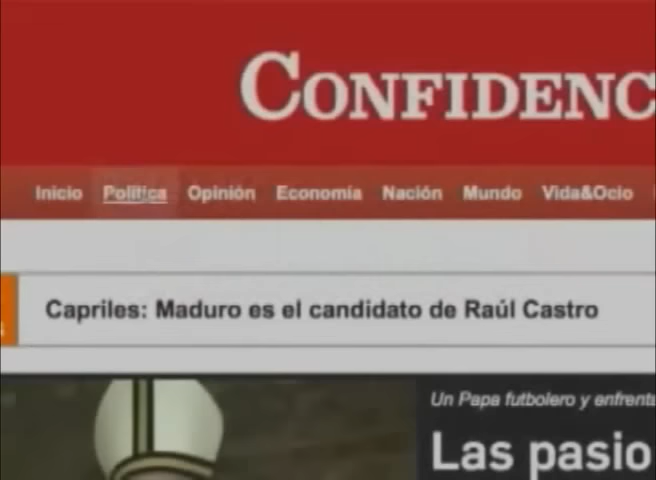 CONFIDENC
Inicio Política Opinión Economía Nación Mundo Vida&Ocio
Capriles: Maduro es el candidato de Raúl Castro
Un Papa futbolero y enfrent
Las pasio